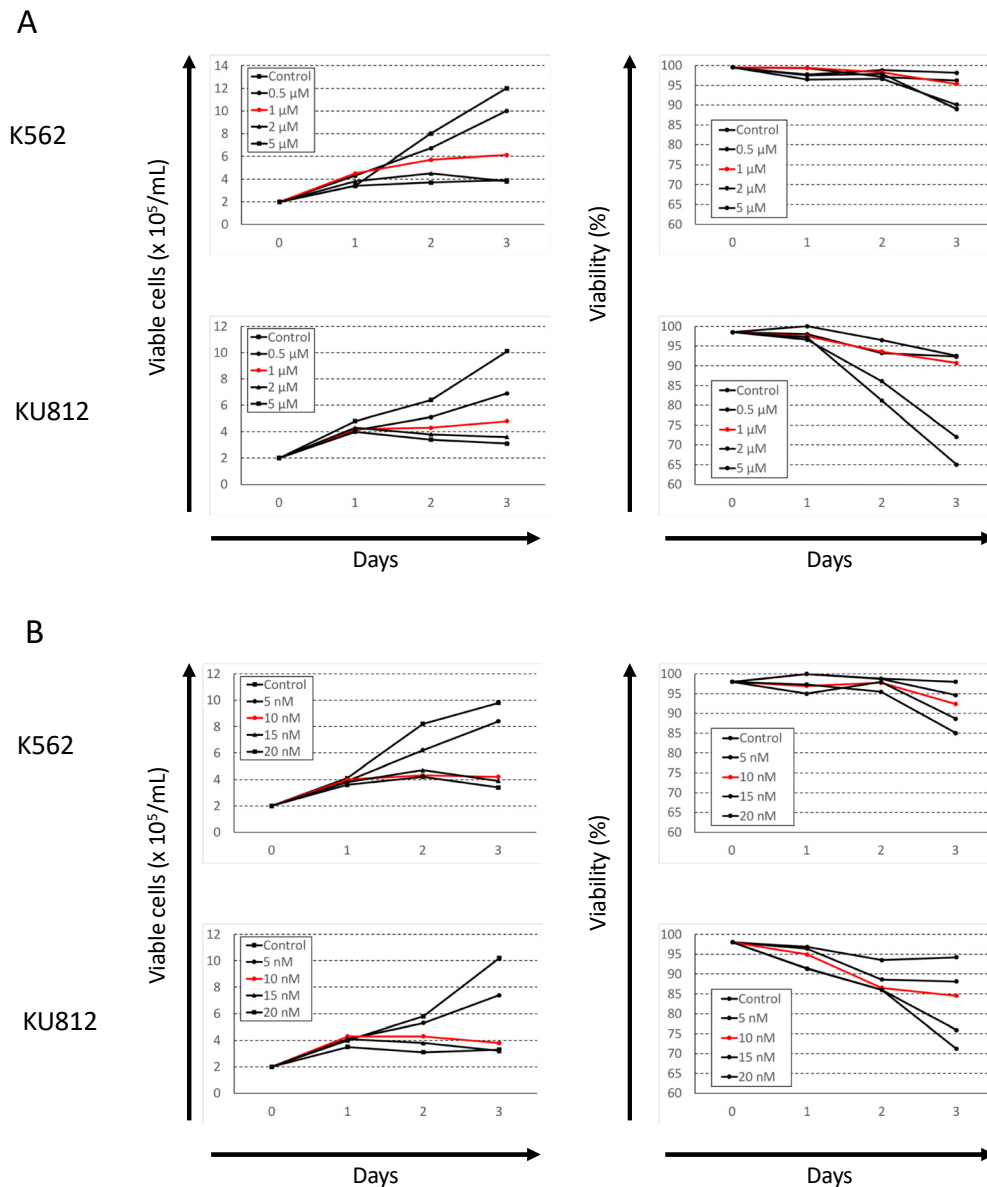 A
K562
Viable cells (x 10⁵/mL)
14
12
10
8
6
4
2
0
Control
0.5 µM
1 µM
2 µM
5 µM
0 1 2 3
Viability (%)
100
95
90
85
80
75
70
65
60
Control
0.5 µM
1 µM
2 µM
5 µM
0 1 2 3
KU812
12
10
8
6
4
2
0
Control
0.5 µM
1 µM
2 µM
5 µM
0 1 2 3
Days
100
95
90
85
80
75
70
65
60
Control
0.5 µM
1 µM
2 µM
5 µM
0 1 2 3
Days
B
K562
Viable cells (x 10⁵/mL)
12
10
8
6
4
2
0
Control
5 nM
10 nM
15 nM
20 nM
0 1 2 3
Viability (%)
100
95
90
85
80
75
70
65
60
Control
5 nM
10 nM
15 nM
20 nM
0 1 2 3
KU812
12
10
8
6
4
2
0
Control
5 nM
10 nM
15 nM
20 nM
0 1 2 3
Days
100
95
90
85
80
75
70
65
60
Control
5 nM
10 nM
15 nM
20 nM
0 1 2 3
Days